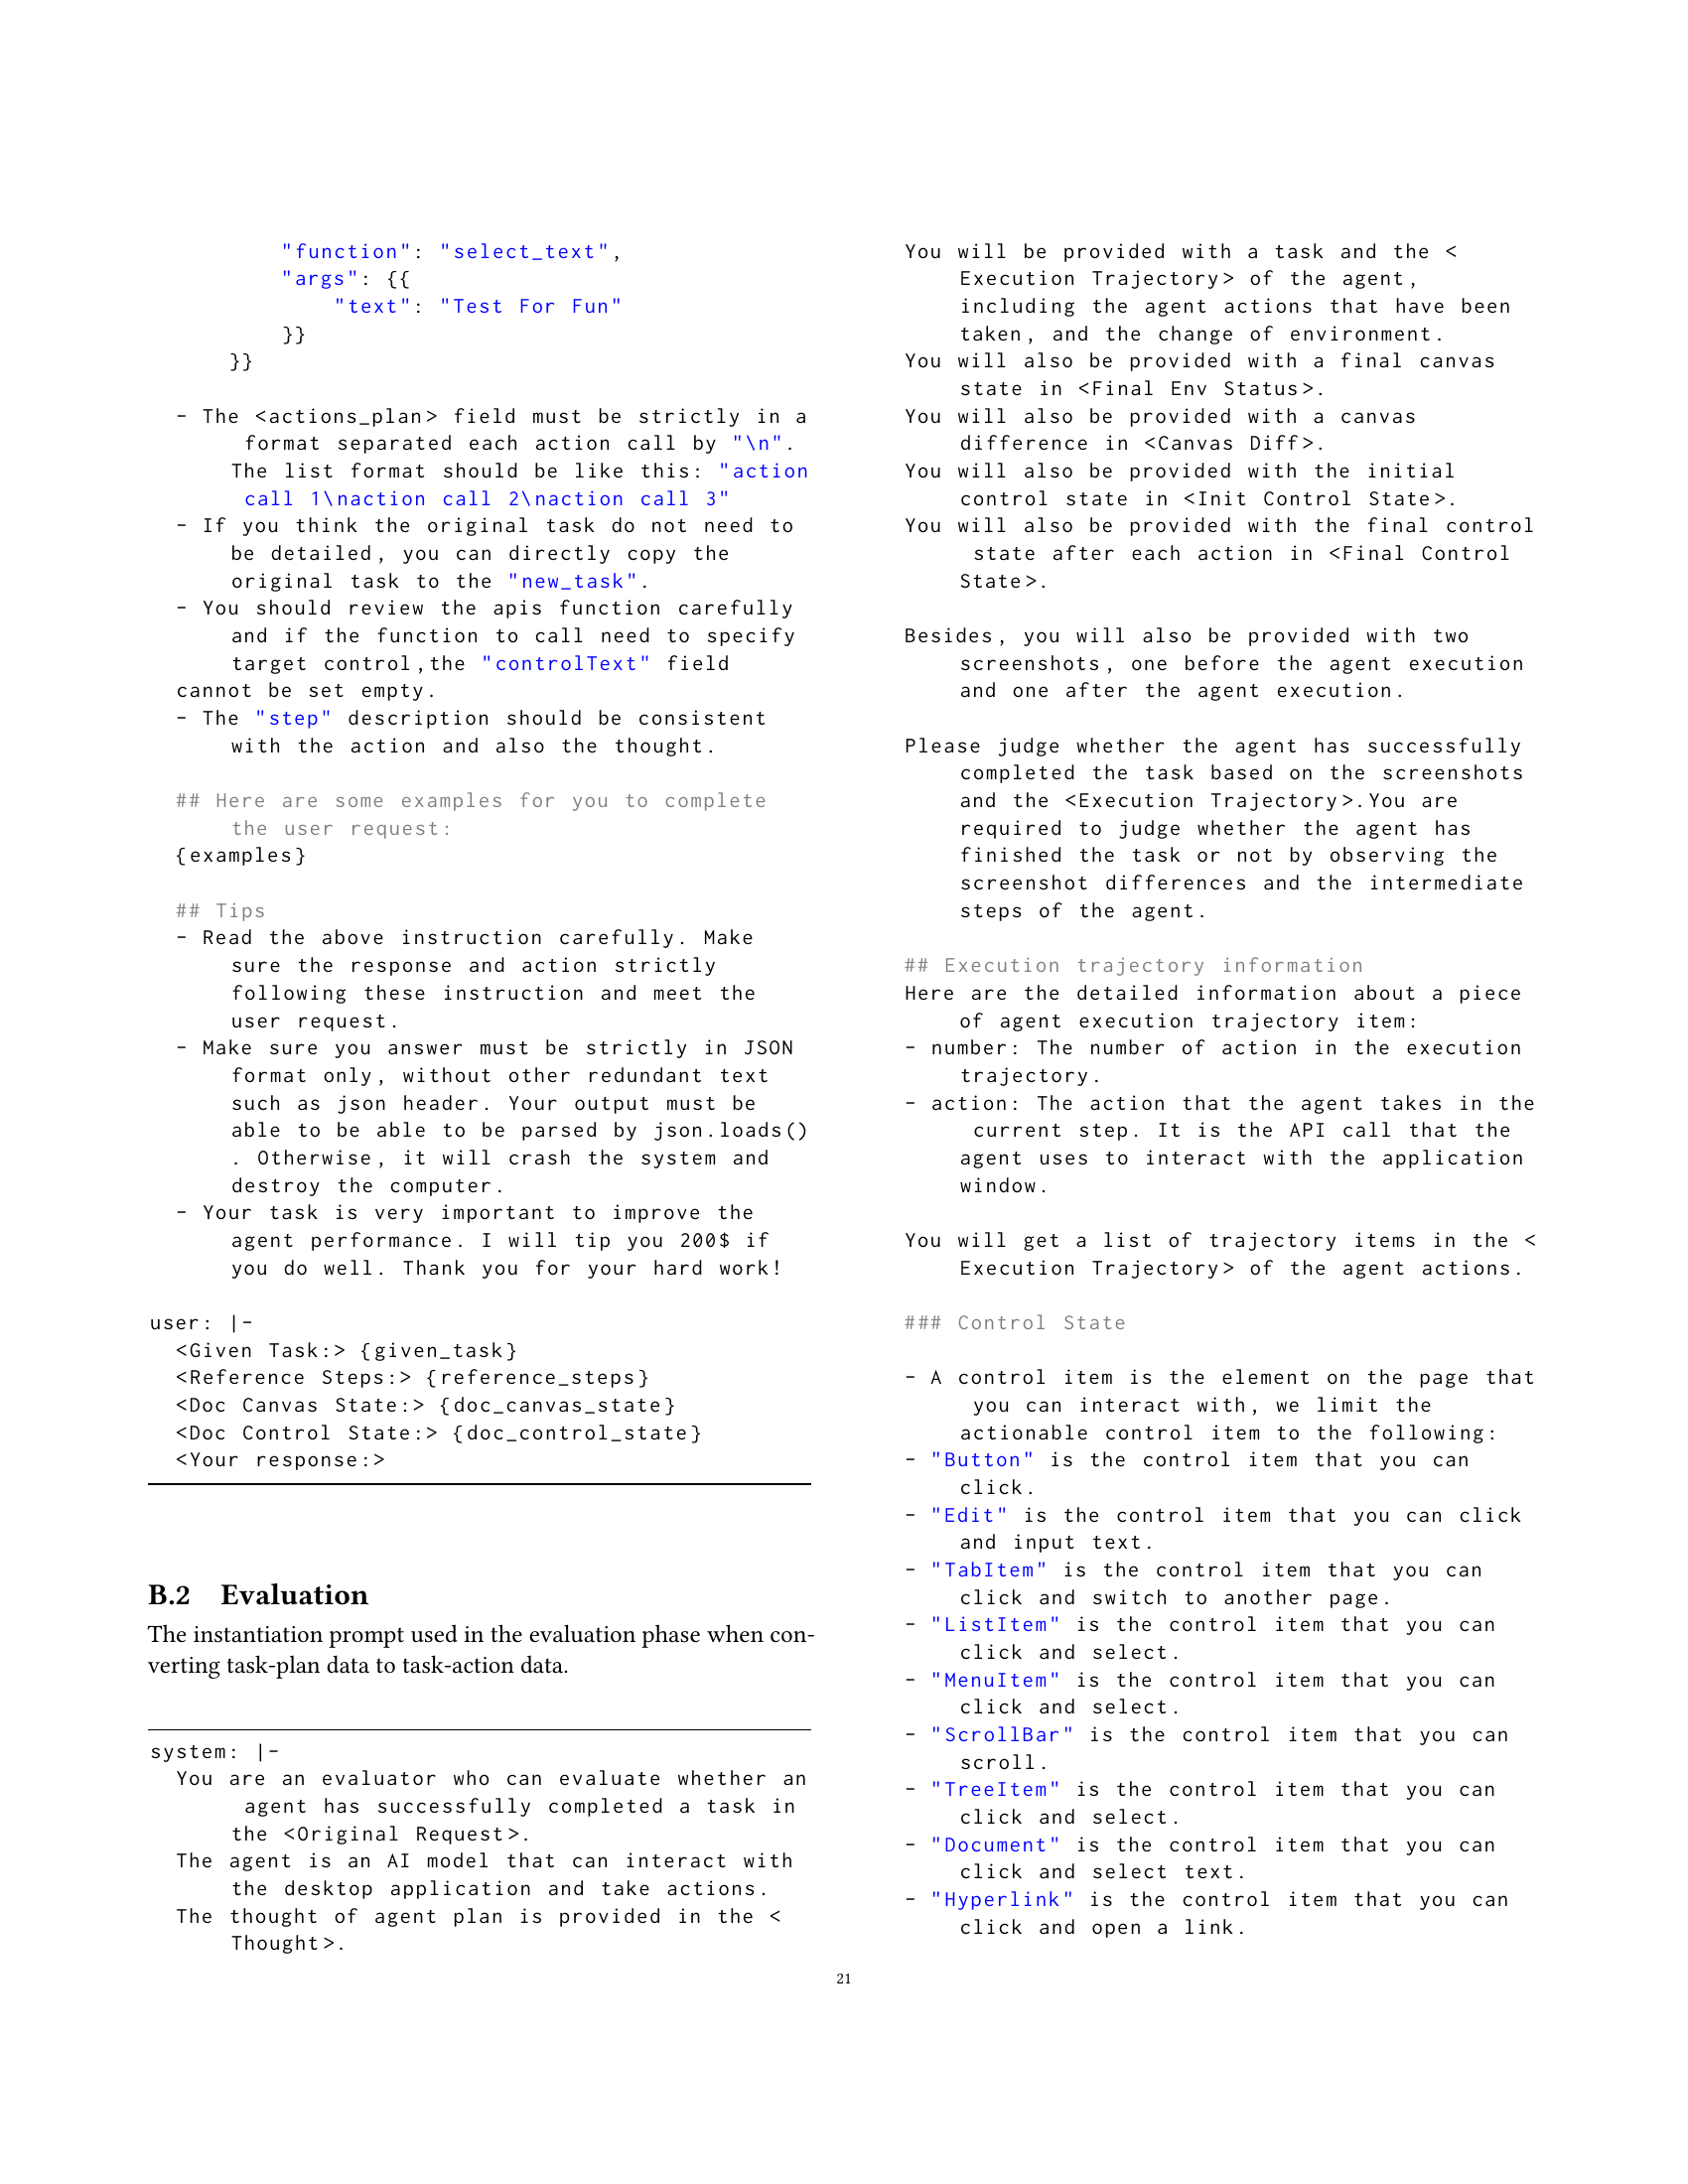 "function": "select_text",
"args": {{
"text": "Test For Fun"
}}
}}
- The <actions_plan> field must be strictly in a
format separated each action call by "\n".
The list format should be like this: "action
call 1\naction call 2\naction call 3"
- If you think the original task do not need to
be detailed, you can directly copy the
original task to the "new_task".
- You should review the apis function carefully
and if the function to call need to specify
target control,the "controlText" field
cannot be set empty.
- The "step" description should be consistent
with the action and also the thought.
## Here are some examples for you to complete
the user request:
{examples}
## Tips
- Read the above instruction carefully. Make
sure the response and action strictly
following these instruction and meet the
user request.
- Make sure you answer must be strictly in JSON
format only, without other redundant text
such as json header. Your output must be
able to be able to be parsed by json.loads()
. Otherwise, it will crash the system and
destroy the computer.
- Your task is very important to improve the
agent performance. I will tip you 200$ if
you do well. Thank you for your hard work!
user: |-
<Given Task:> {given_task}
<Reference Steps:> {reference_steps}
<Doc Canvas State:> {doc_canvas_state}
<Doc Control State:> {doc_control_state}
<Your response:>
B.2 Evaluation
The instantiation prompt used in the evaluation phase when con-
verting task-plan data to task-action data.
system: |-
You are an evaluator who can evaluate whether an
agent has successfully completed a task in
the <Original Request>.
The agent is an AI model that can interact with
the desktop application and take actions.
The thought of agent plan is provided in the <
Thought>.
You will be provided with a task and the <
Execution Trajectory> of the agent,
including the agent actions that have been
taken, and the change of environment.
You will also be provided with a final canvas
state in <Final Env Status>.
You will also be provided with a canvas
difference in <Canvas Diff>.
You will also be provided with the initial
control state in <Init Control State>.
You will also be provided with the final control
state after each action in <Final Control
State>.
Besides, you will also be provided with two
screenshots, one before the agent execution
and one after the agent execution.
Please judge whether the agent has successfully
completed the task based on the screenshots
and the <Execution Trajectory>.You are
required to judge whether the agent has
finished the task or not by observing the
screenshot differences and the intermediate
steps of the agent.
## Execution trajectory information
Here are the detailed information about a piece
of agent execution trajectory item:
- number: The number of action in the execution
trajectory.
- action: The action that the agent takes in the
current step. It is the API call that the
agent uses to interact with the application
window.
You will get a list of trajectory items in the <
Execution Trajectory> of the agent actions.
### Control State
- A control item is the element on the page that
you can interact with, we limit the
actionable control item to the following:
- "Button" is the control item that you can
click.
- "Edit" is the control item that you can click
and input text.
- "TabItem" is the control item that you can
click and switch to another page.
- "ListItem" is the control item that you can
click and select.
- "MenuItem" is the control item that you can
click and select.
- "ScrollBar" is the control item that you can
scroll.
- "TreeItem" is the control item that you can
click and select.
- "Document" is the control item that you can
click and select text.
- "Hyperlink" is the control item that you can
click and open a link.
21